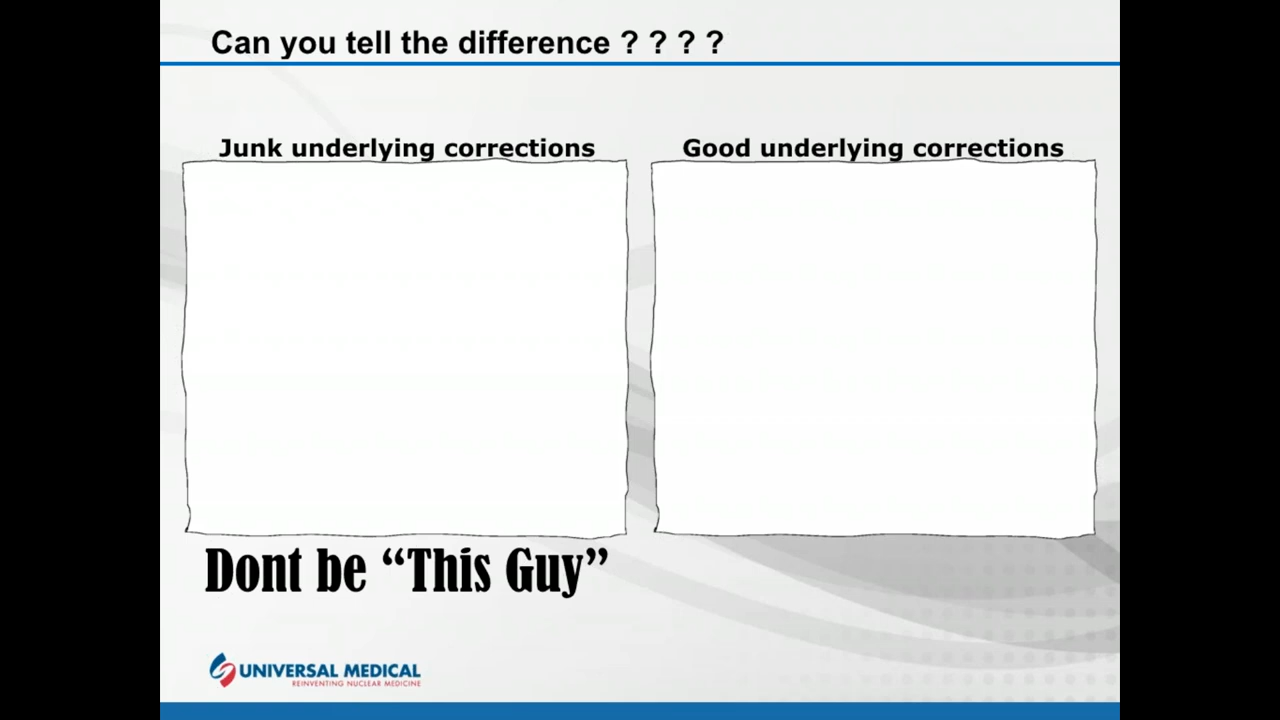 Can you tell the difference ? ? ? ?
Junk underlying corrections
Good underlying corrections
Dont be “This Guy”
UNIVERSAL MEDICAL
REINVENTING NUCLEAR MEDICINE